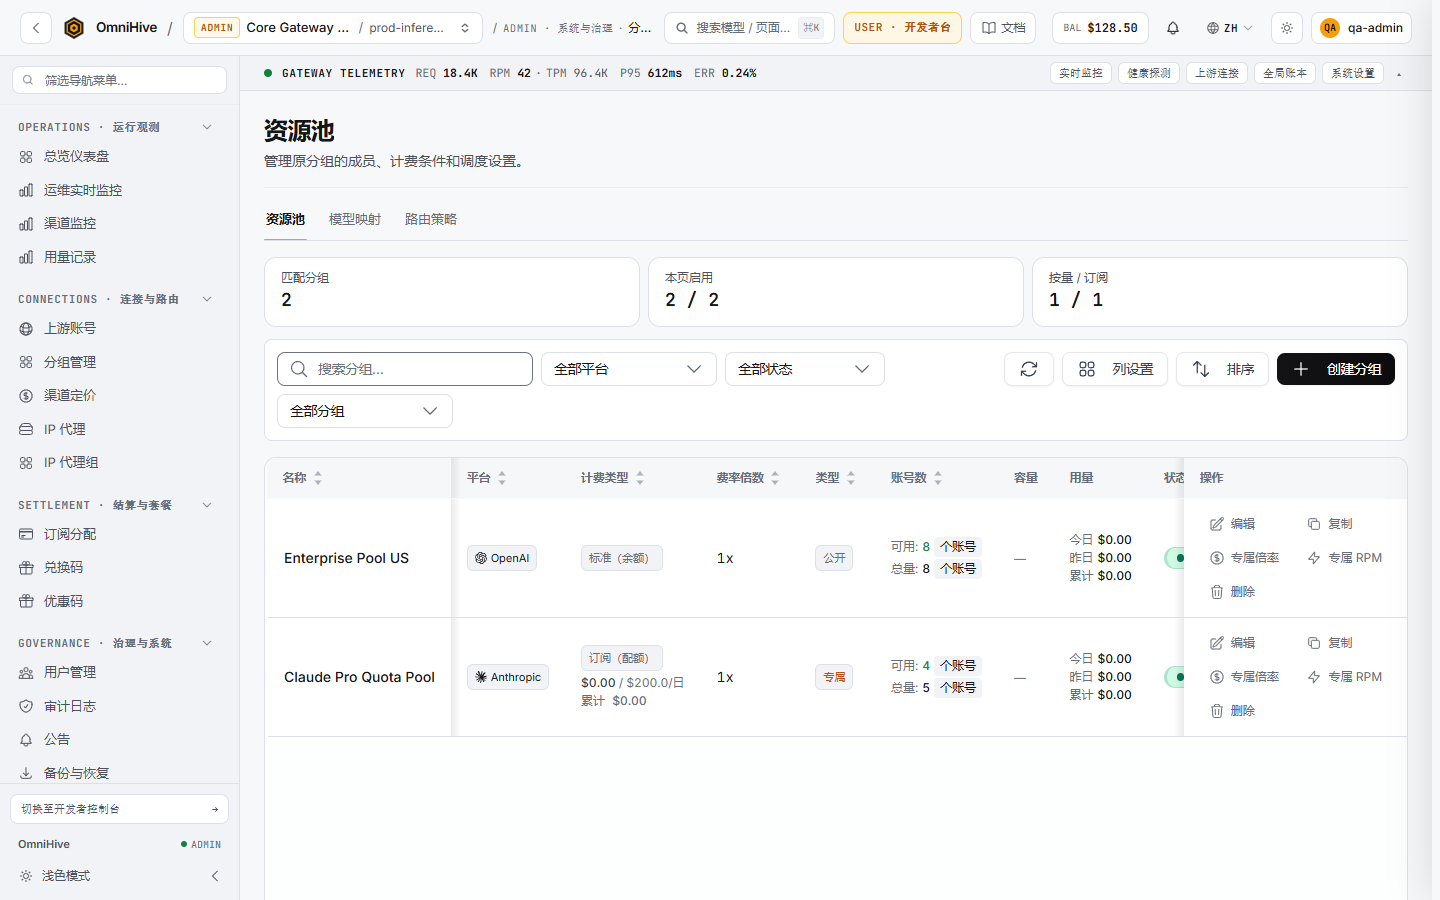 OmniHive / ADMIN Core Gateway ... / prod-infere... / ADMIN · 系统与治理 · 分... 搜索模型 / 页面... ⌘K USER · 开发者台 文档 BAL $128.50 ZH QA qa-admin
筛选导航菜单...
GATEWAY TELEMETRY REQ 18.4K RPM 42 · TPM 96.4K P95 612ms ERR 0.24% 实时监控 健康探测 上游连接 全局账本 系统设置
OPERATIONS · 运行观测
总览仪表盘
运维实时监控
渠道监控
用量记录
CONNECTIONS · 连接与路由
上游账号
分组管理
渠道定价
IP 代理
IP 代理组
SETTLEMENT · 结算与套餐
订阅分配
兑换码
优惠码
GOVERNANCE · 治理与系统
用户管理
审计日志
公告
备份与恢复
切换至开发者控制台 →
OmniHive ADMIN
浅色模式
资源池
管理原分组的成员、计费条件和调度设置。
资源池 模型映射 路由策略
匹配分组 本页启用 按量 / 订阅
2 2 / 2 1 / 1
搜索分组... 全部平台 全部状态 列设置 排序 创建分组
全部分组
名称 平台 计费类型 费率倍数 类型 账号数 容量 用量 状态 操作
Enterprise Pool US OpenAI 标准（余额） 1x 公开 可用: 8 个账号 — 今日 $0.00 编辑 复制
总量: 8 个账号 昨日 $0.00 专属倍率 专属 RPM
累计 $0.00 删除
Claude Pro Quota Pool Anthropic 订阅（配额） 1x 专属 可用: 4 个账号 — 今日 $0.00 编辑 复制
$0.00 / $200.0/日 总量: 5 个账号 昨日 $0.00 专属倍率 专属 RPM
累计 $0.00 累计 $0.00 删除